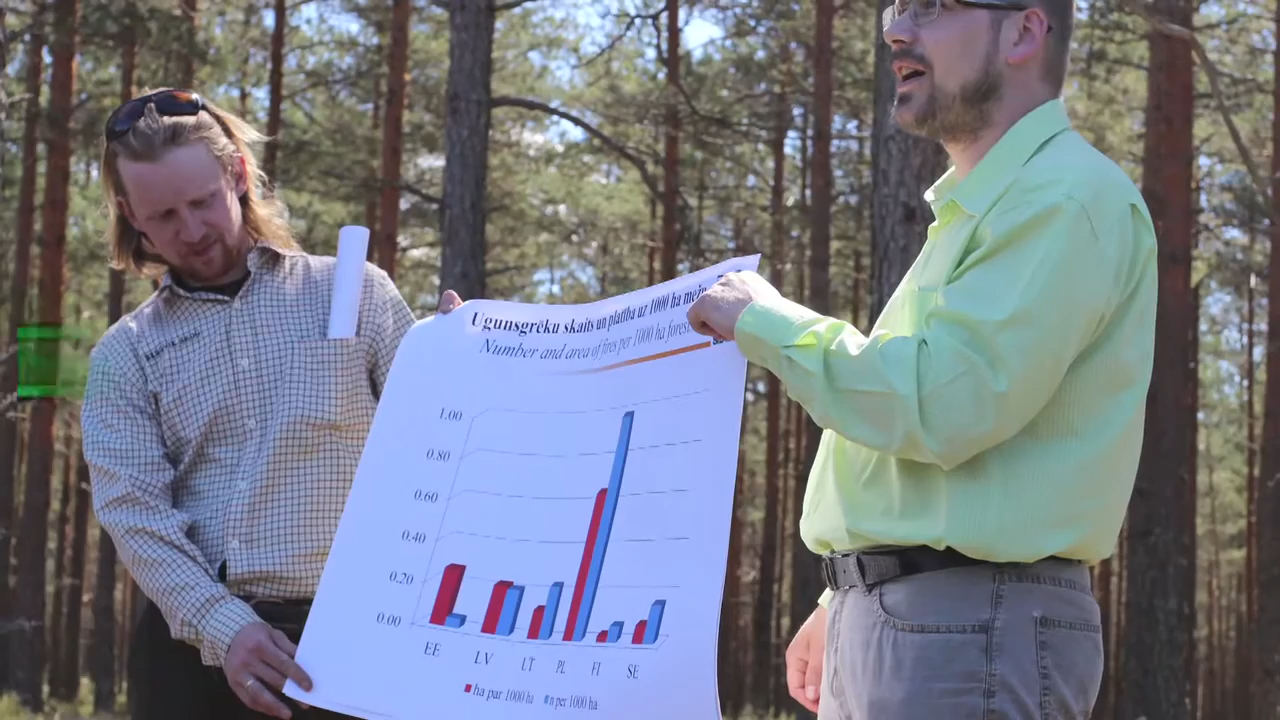 Ugunsgrēku skaits un platība uz 1000 ha
Number and area of fires per 1000 ha
1.00
0.80
0.60
0.40
0.20
0.00
EE LV LT PL FI SE
ha par 1000 ha n per 1000 ha